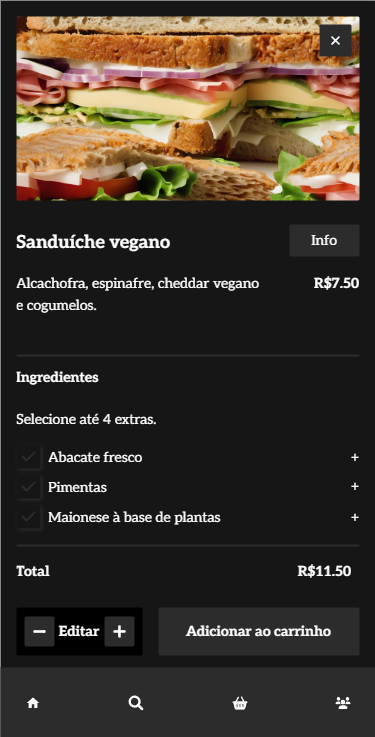 Sanduíche vegano
Info
Alcachofra, espinafre, cheddar vegano
R$7.50
e cogumelos.
Ingredientes
Selecione até 4 extras.
Abacate fresco +
Pimentas +
Maionese à base de plantas +
Total R$11.50
− Editar +
Adicionar ao carrinho